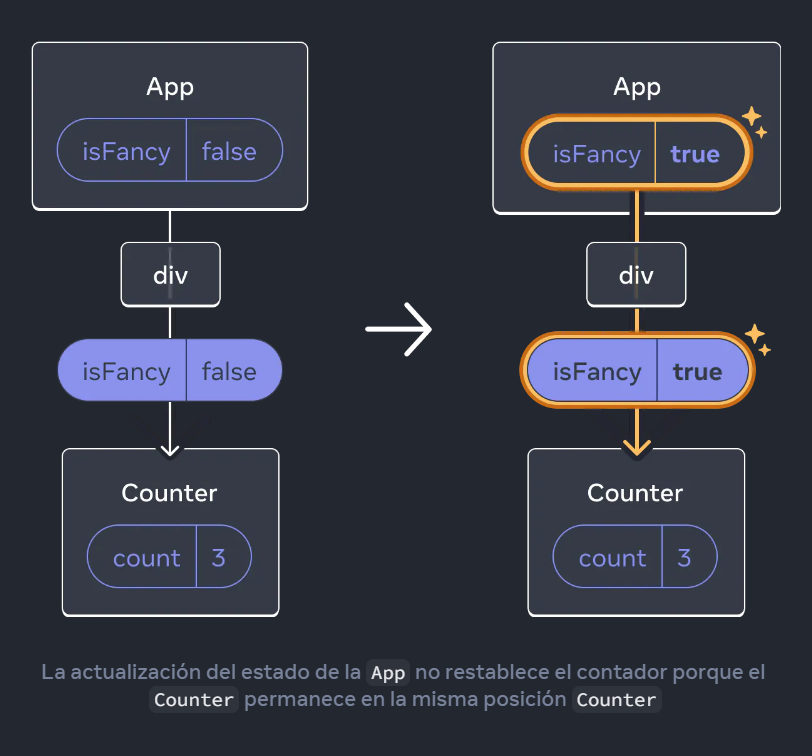 App
isFancy false
div
isFancy false
Counter
count 3
App
isFancy true
div
isFancy true
Counter
count 3
La actualización del estado de la App no restablece el contador porque el
Counter permanece en la misma posición Counter